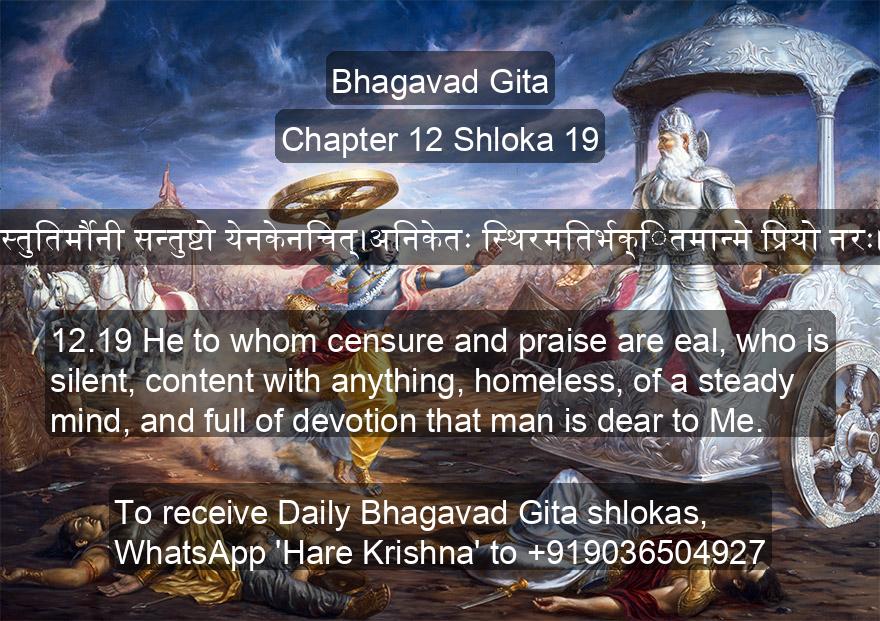 Bhagavad Gita
Chapter 12 Shloka 19
स्तुतिर्मौनी सन्तुष्टो येनकेनचित्।अनिकेतः स्थिरमतिर्भक्ितमान्मे प्रियो नरः।
12.19 He to whom censure and praise are eal, who is
silent, content with anything, homeless, of a steady
mind, and full of devotion that man is dear to Me.
To receive Daily Bhagavad Gita shlokas,
WhatsApp 'Hare Krishna' to +919036504927